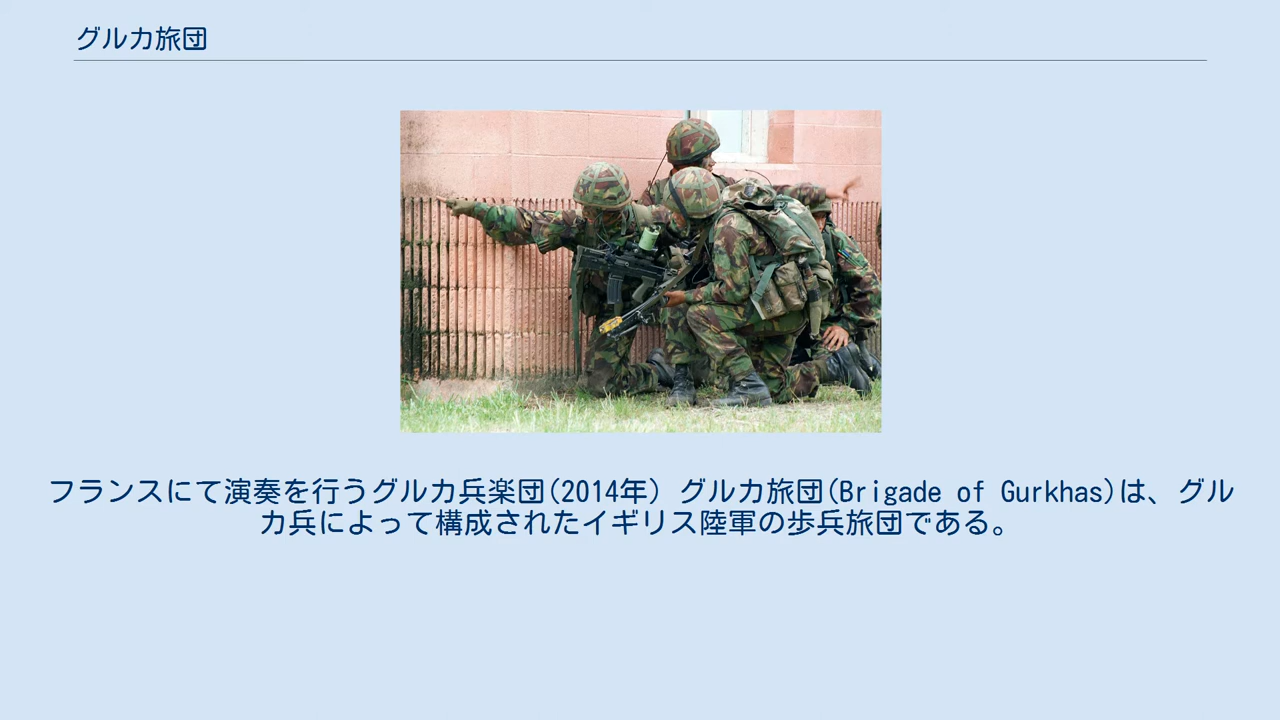 グルカ旅団
フランスにて演奏を行うグルカ兵楽団(2014年) グルカ旅団(Brigade of Gurkhas)は、グル
カ兵によって構成されたイギリス陸軍の歩兵旅団である。